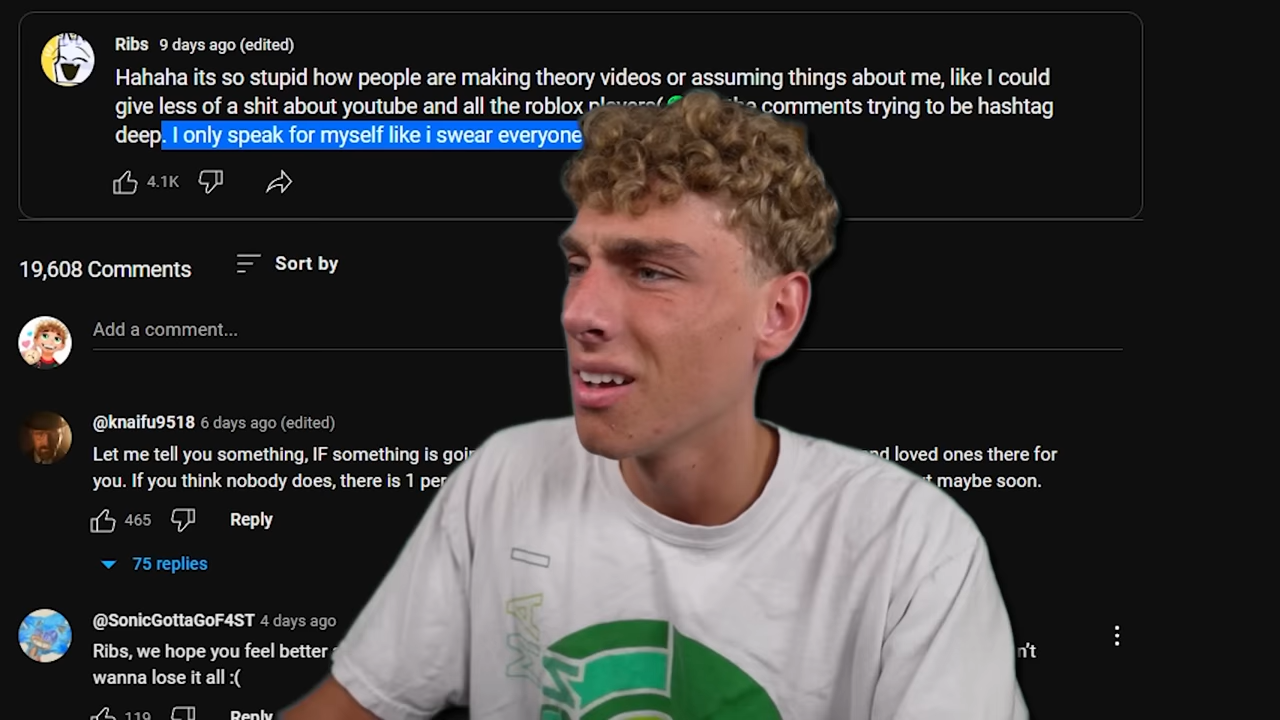 Ribs 9 days ago (edited)
Hahaha its so stupid how people are making theory videos or assuming things about me, like I could
give less of a shit about youtube and all the roblox players( the comments trying to be hashtag
deep. I only speak for myself like i swear everyone
4.1K
19,608 Comments Sort by
Add a comment...
@knaifu9518 6 days ago (edited)
Let me tell you something, IF something is and loved ones there for
you. If you think nobody does, there is 1 maybe soon.
465 Reply
75 replies
@SonicGottaGoF4ST 4 days ago
Ribs, we hope you feel better
wanna lose it all :(
119 Reply